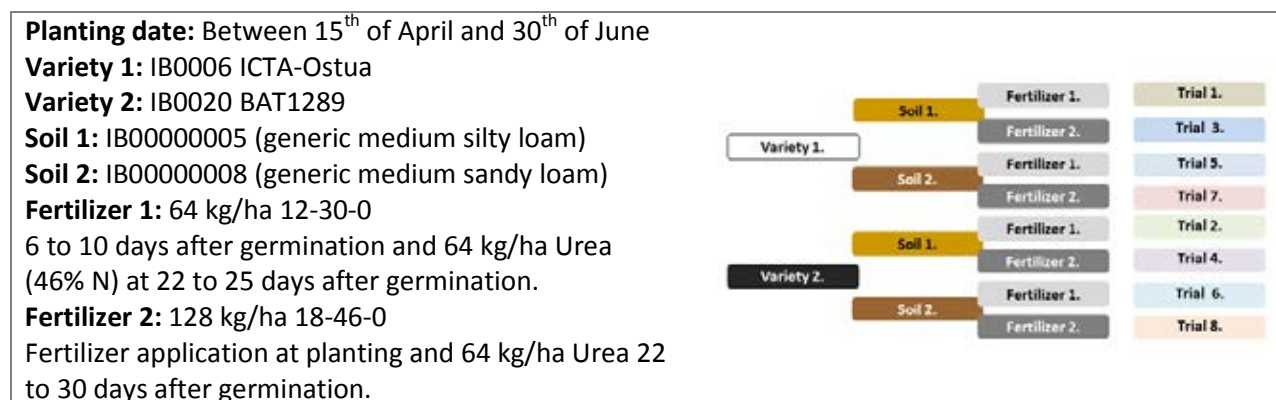 Planting date: Between 15th of April and 30th of June
Variety 1: IB0006 ICTA-Ostua
Variety 2: IB0020 BAT1289
Soil 1: IB00000005 (generic medium silty loam)
Soil 2: IB00000008 (generic medium sandy loam)
Fertilizer 1: 64 kg/ha 12-30-0
6 to 10 days after germination and 64 kg/ha Urea
(46% N) at 22 to 25 days after germination.
Fertilizer 2: 128 kg/ha 18-46-0
Fertilizer application at planting and 64 kg/ha Urea 22
to 30 days after germination.
Variety 1.
Variety 2.
Soil 1.
Soil 2.
Soil 1.
Soil 2.
Fertilizer 1.
Fertilizer 2.
Fertilizer 1.
Fertilizer 2.
Fertilizer 1.
Fertilizer 2.
Fertilizer 1.
Fertilizer 2.
Trial 1.
Trial 3.
Trial 5.
Trial 7.
Trial 2.
Trial 4.
Trial 6.
Trial 8.